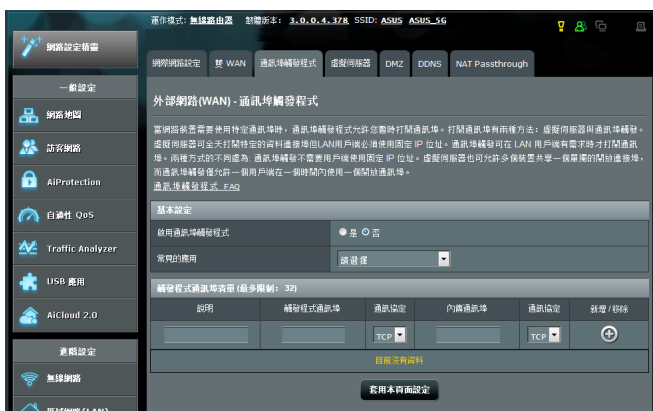 運作模式: 無線路由器 韌體版本: 3.0.0.4.378 SSID: ASUS ASUS_5G
網路設定精靈
一般設定
網路地圖
訪客網路
AiProtection
自適性 QoS
Traffic Analyzer
USB 應用
AiCloud 2.0
進階設定
無線網路
區域網路(LAN)
網際網路設定 雙 WAN 通訊埠觸發程式 虛擬伺服器 DMZ DDNS NAT Passthrough
外部網路(WAN) - 通訊埠觸發程式
當網路裝置需要使用特定通訊埠時，通訊埠觸發程式允許您暫時打開通訊埠。打開通訊埠有兩種方法: 虛擬伺服器與通訊埠觸發。
虛擬伺服器可全天打開特定的資料連接埠但LAN用戶端必須使用固定 IP 位址。通訊埠觸發可在 LAN 用戶端有需求時才打開通訊
埠。兩種方式的不同處為: 通訊埠觸發不需要用戶端使用固定 IP 位址。虛擬伺服器也可允許多個裝置共享一個單獨的開放連接埠，
而通訊埠觸發僅允許一個用戶端在一個時間內使用一個開放通訊埠。
通訊埠觸發程式 FAQ
基本設定
啟用通訊埠觸發程式 是 否
常見的應用 請選擇
觸發程式通訊埠清單 (最多限制: 32)
說明 觸發程式通訊埠 通訊協定 內傳通訊埠 通訊協定 新增 / 移除
TCP TCP
目前沒有資料
套用本頁面設定